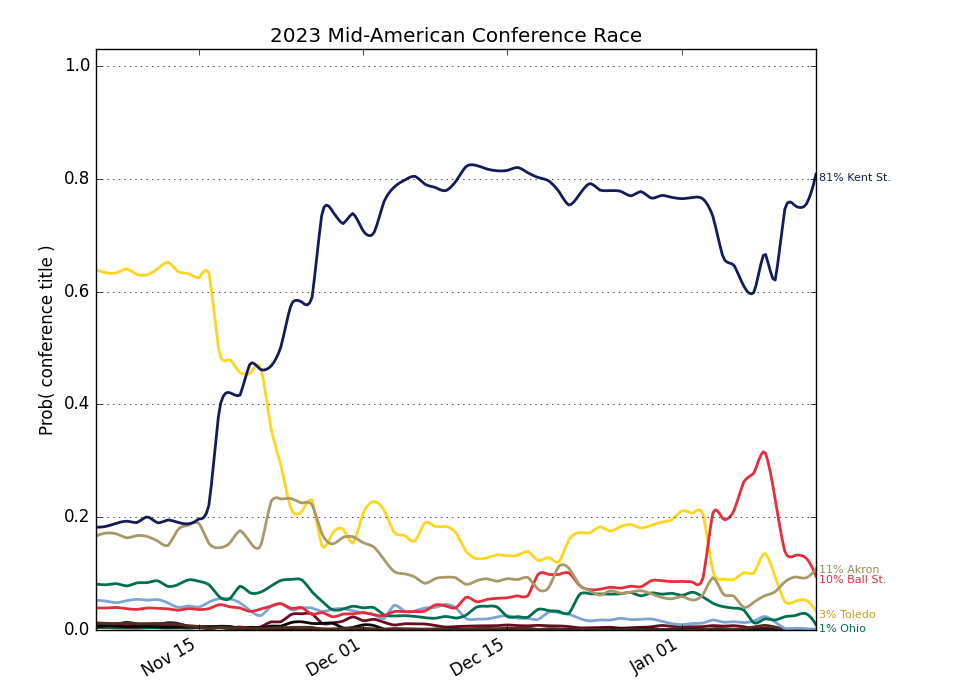 2023 Mid-American Conference Race
Prob( conference title )
1.0
0.8
0.6
0.4
0.2
0.0
Nov 15
Dec 01
Dec 15
Jan 01
81% Kent St.
11% Akron
10% Ball St.
3% Toledo
1% Ohio